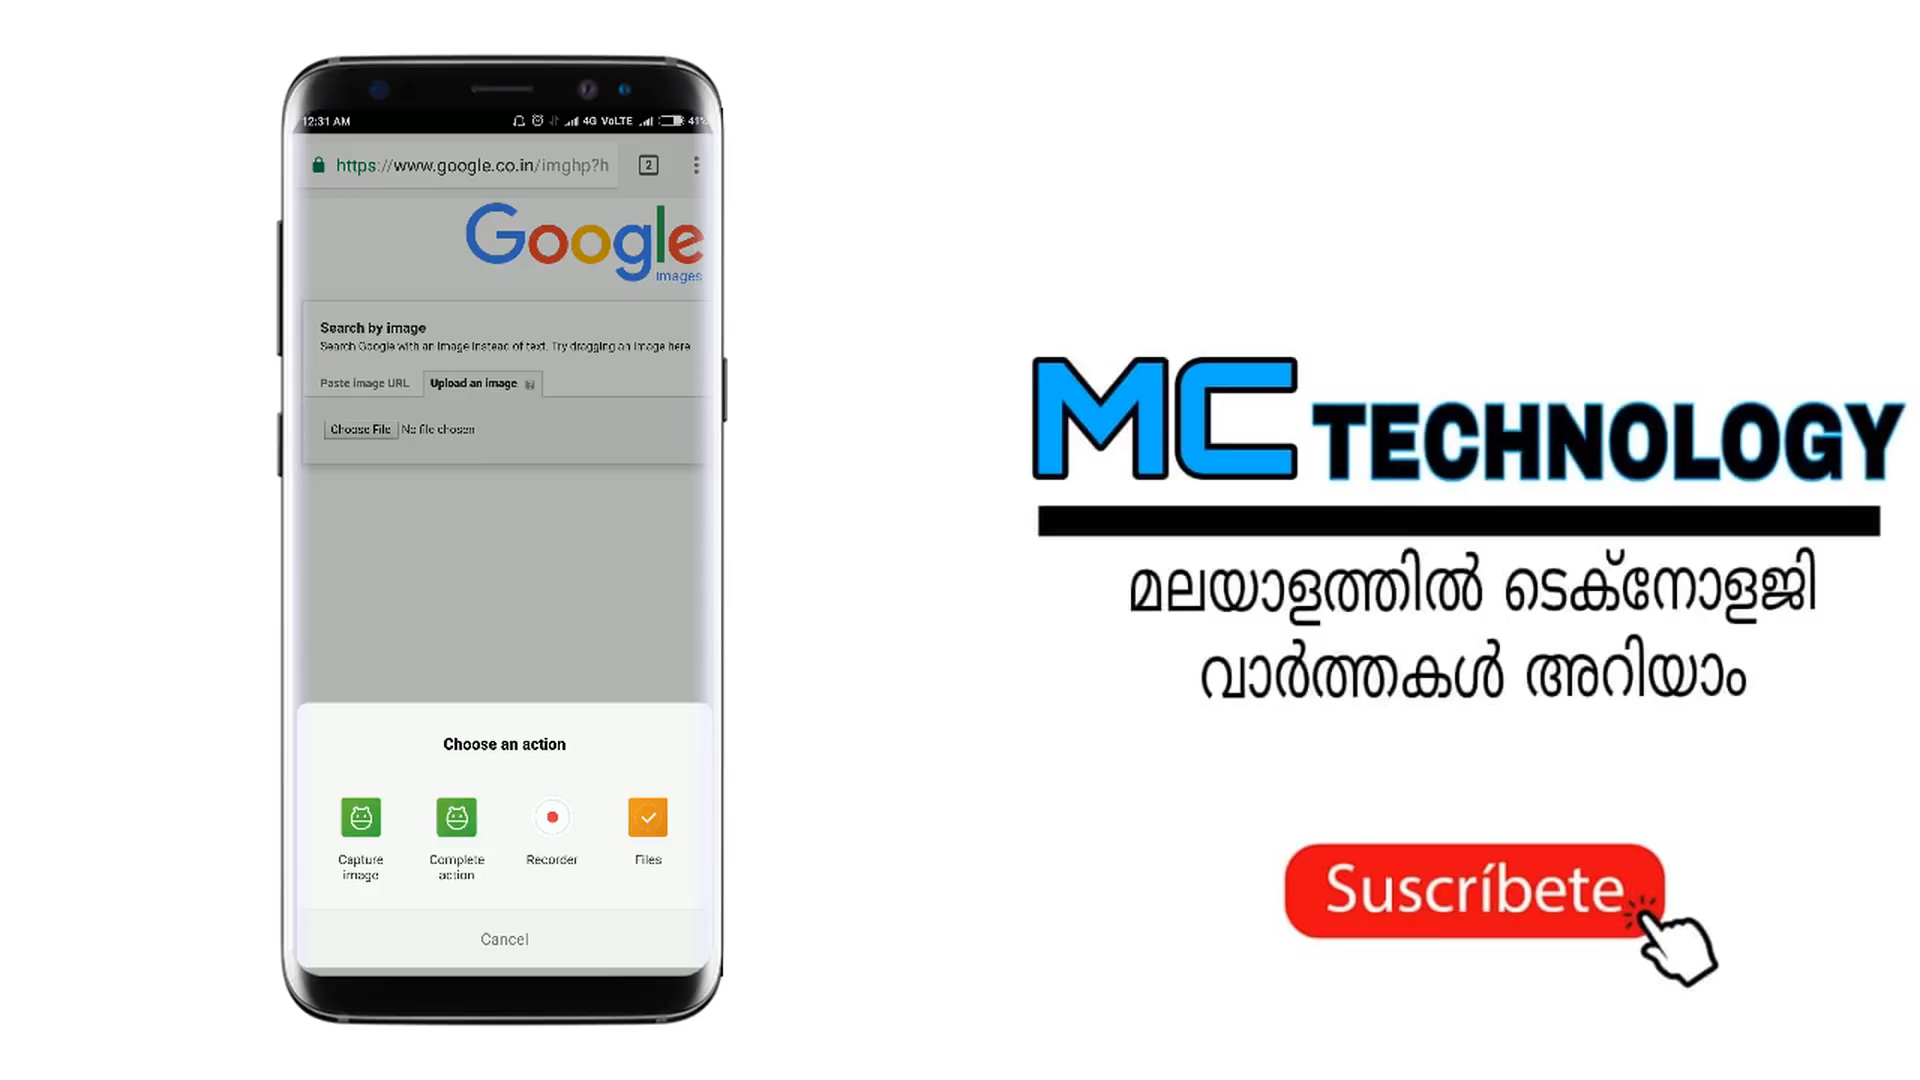 12:31 AM 4G VoLTE 41%
https://www.google.co.in/imghp?h 2
Google
Images
Search by image
Search Google with an image instead of text. Try dragging an image here
Paste image URL Upload an image
Choose File No file chosen
Choose an action
Capture image
Complete action
Recorder
Files
Cancel
MC TECHNOLOGY
മലയാളത്തിൽ ടെക്നോളജി
വാർത്തകൾ അറിയാം
Suscríbete